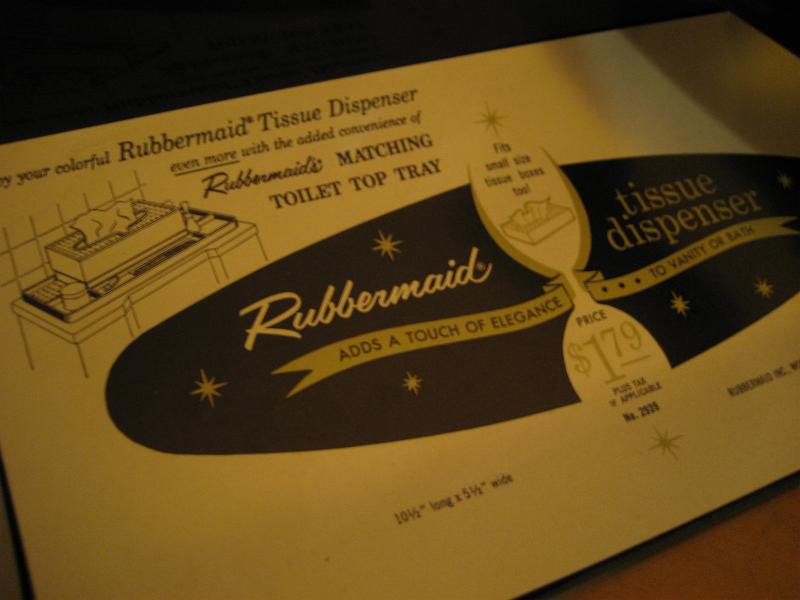 your colorful Rubbermaid® Tissue Dispenser
even more with the added convenience of
Rubbermaid's MATCHING
TOILET TOP TRAY
Fits
small size
tissue boxes
too!
tissue
dispenser
Rubbermaid®
ADDS A TOUCH OF ELEGANCE • • • TO VANITY OR BATH
PRICE
$1.79
PLUS TAX
IF APPLICABLE
No. 2939
RUBBERMAID INC.
10½" long x 5½" wide